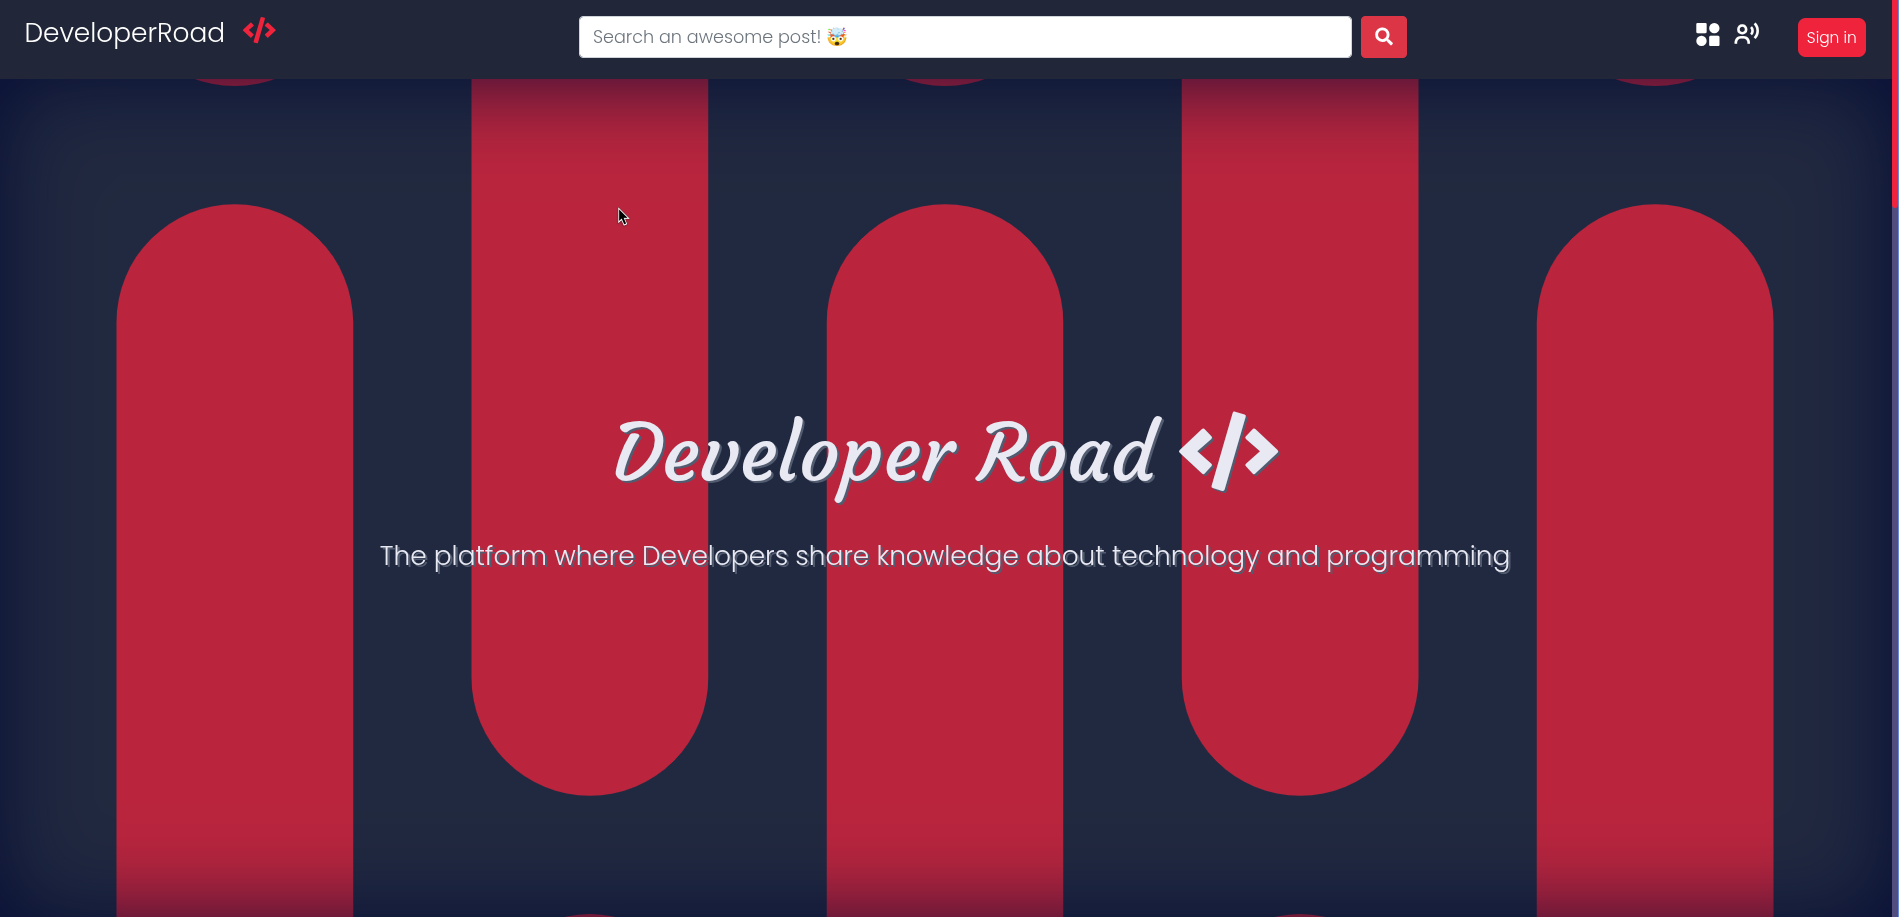 DeveloperRoad </>
Search an awesome post! 🤯
Sign in
Developer Road </>
The platform where Developers share knowledge about technology and programming